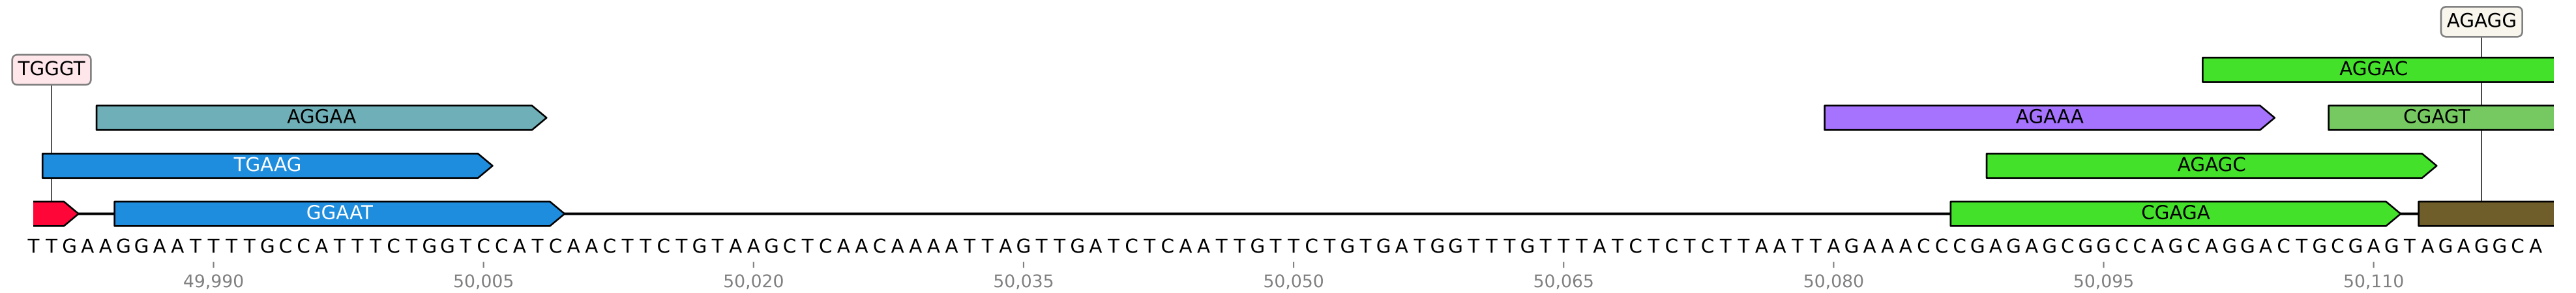 AGAGG
TGGGT
AGGAC
AGGAA
AGAAA
CGAGT
TGAAG
AGAGC
GGAAT
CGAGA
TTGAAGGAATTTTGCCATTTCTGGTCCATCAACTTCTGTAAGCTCAACAAAATTAGTTGATCTCAATTGTTCTGTGATGGTTTGTTTATCTCTCTTAATTAGAAACCCGAGAGCGGCCAGCAGGACTGCGAGTAGAGGCA
49,990 50,005 50,020 50,035 50,050 50,065 50,080 50,095 50,110